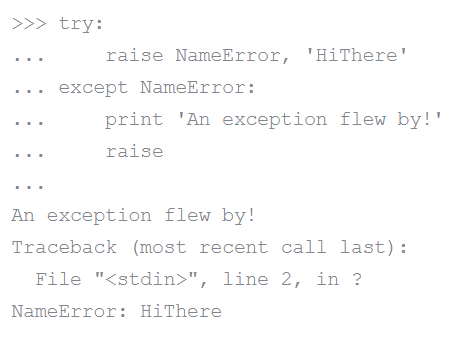 >>> try:
...     raise NameError, 'HiThere'
... except NameError:
...     print 'An exception flew by!'
...     raise
...
An exception flew by!
Traceback (most recent call last):
  File "<stdin>", line 2, in ?
NameError: HiThere